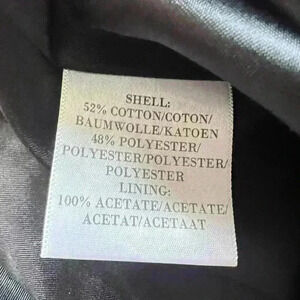 SHELL:
52% COTTON/COTON/
BAUMWOLLE/KATOEN
48% POLYESTER/
POLYESTER/POLYESTER/
POLYESTER
LINING:
100% ACETATE/ACETATE/
ACETAT/ACETAAT